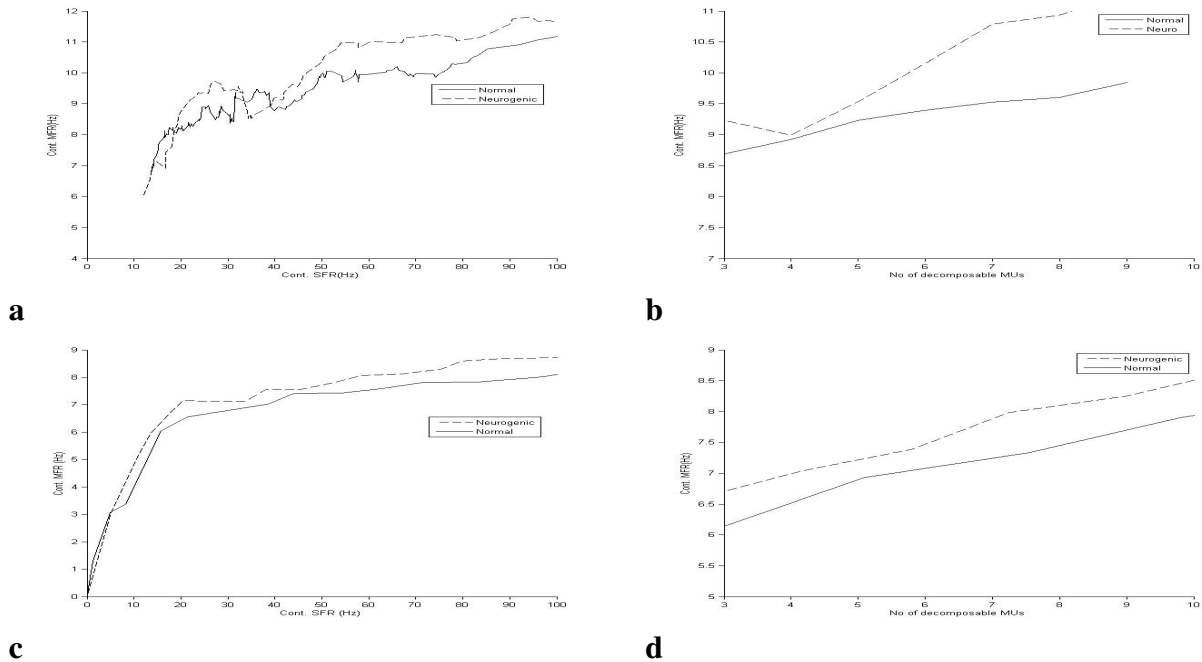 12
11
10
9
8
7
6
5
4
Cont. MFR(Hz)
Normal
Neurogenic
0 10 20 30 40 50 60 70 80 90 100
Cont. SFR(Hz)
a
11
10.5
10
9.5
9
8.5
8
7.5
7
Cont. MFR(Hz)
Normal
Neuro
3 4 5 6 7 8 9 10
No of decomposable MUs
b
9
8
7
6
5
4
3
2
1
0
Cont. MFR (Hz)
Neurogenic
Normal
0 10 20 30 40 50 60 70 80 90 100
Cont. SFR (Hz)
c
9
8.5
8
7.5
7
6.5
6
5.5
5
Cont. MFR(Hz)
Neurogenic
Normal
3 4 5 6 7 8 9 10
No of decomposable MUs
d